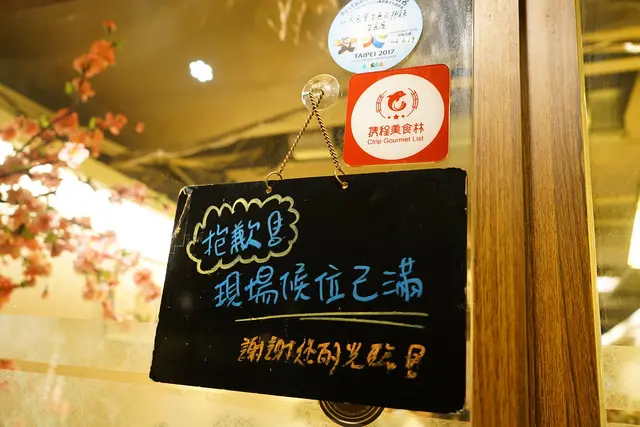 TAIPEI 2017
携程美食林
Ctrip Gourmet List
抱歉!
現場候位已滿
謝謝您的光臨!